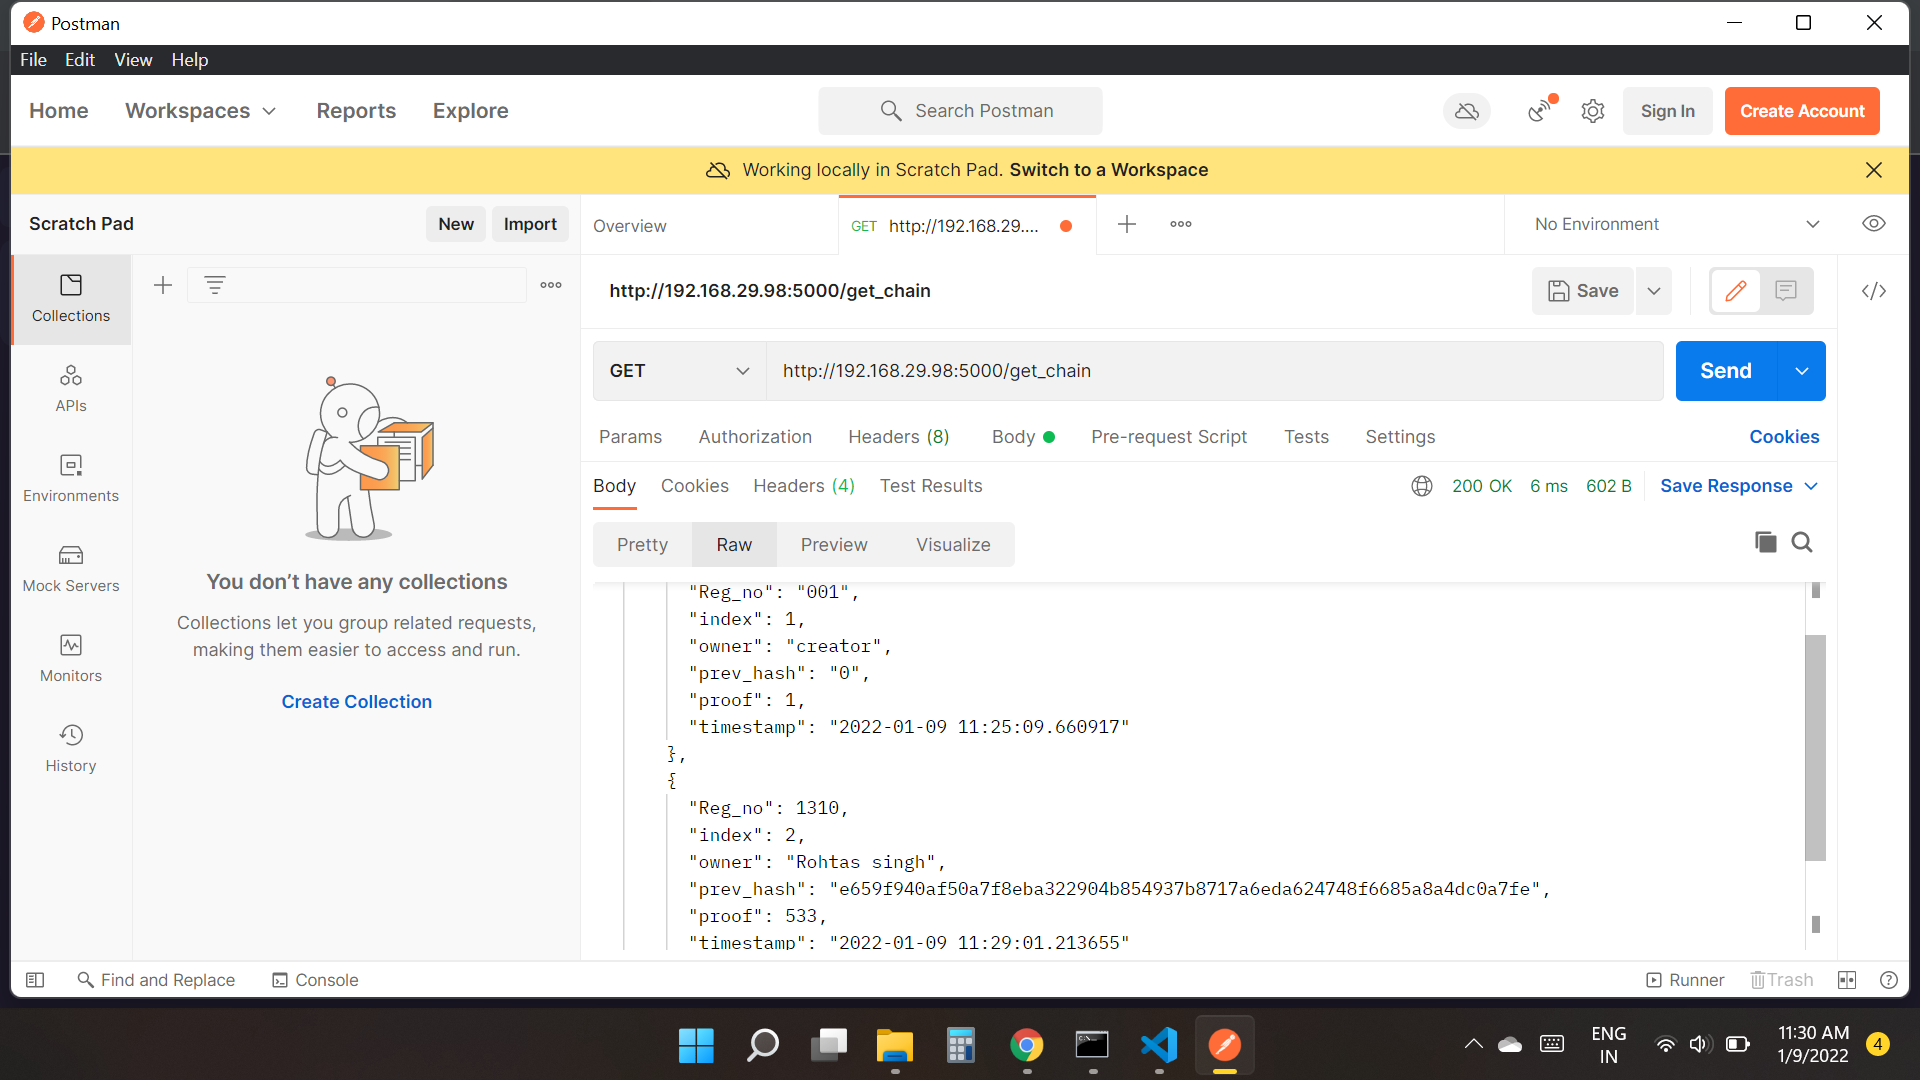 Postman
File Edit View Help
Home Workspaces Reports Explore Search Postman Sign In Create Account
Working locally in Scratch Pad. Switch to a Workspace
Scratch Pad New Import Overview GET http://192.168.29.... No Environment
Collections
http://192.168.29.98:5000/get_chain Save
GET http://192.168.29.98:5000/get_chain Send
APIs
Params Authorization Headers (8) Body Pre-request Script Tests Settings Cookies
Environments
Body Cookies Headers (4) Test Results 200 OK 6 ms 602 B Save Response
Pretty Raw Preview Visualize
Mock Servers
You don’t have any collections
Collections let you group related requests,
making them easier to access and run.
Create Collection
Monitors
History
"Reg_no": "001",
"index": 1,
"owner": "creator",
"prev_hash": "0",
"proof": 1,
"timestamp": "2022-01-09 11:25:09.660917"
},
{
"Reg_no": 1310,
"index": 2,
"owner": "Rohtas singh",
"prev_hash": "e659f940af50a7f8eba322904b854937b8717a6eda624748f6685a8a4dc0a7fe",
"proof": 533,
"timestamp": "2022-01-09 11:29:01.213655"
Find and Replace Console Runner Trash
ENG
IN
11:30 AM
1/9/2022
4